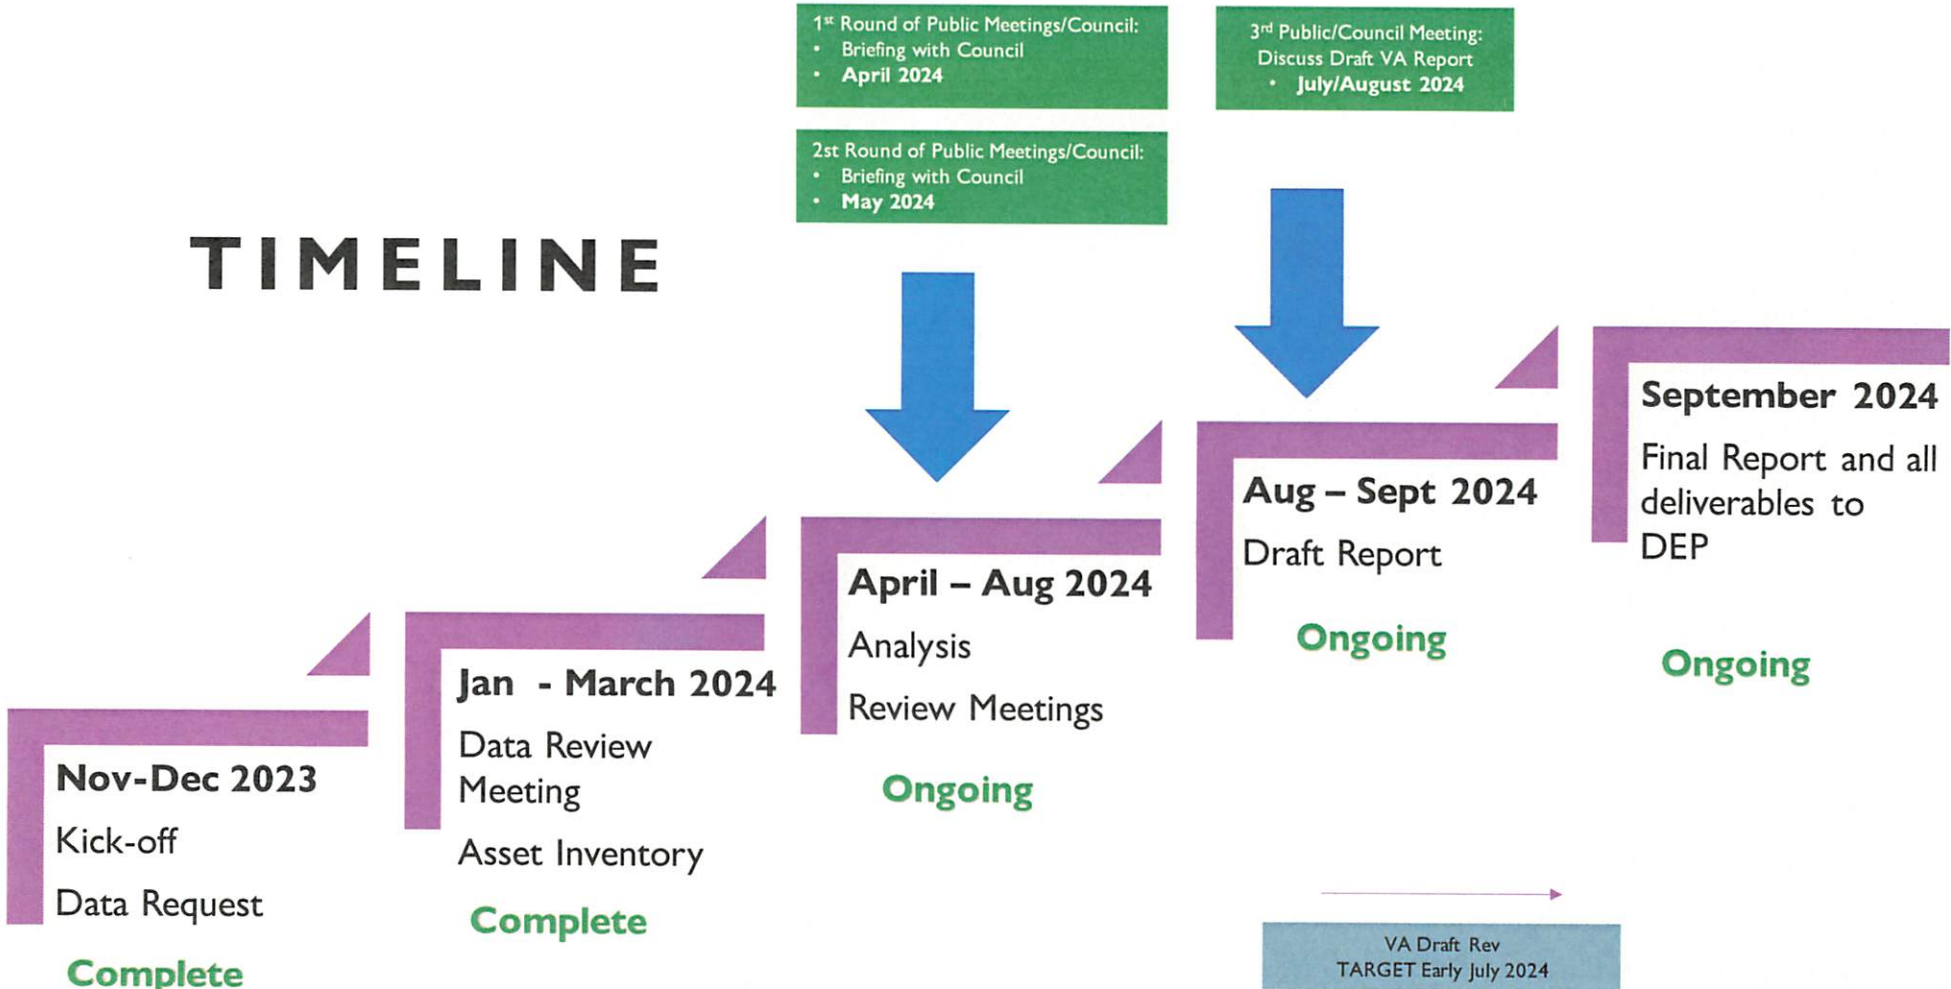 TIMELINE
1st Round of Public Meetings/Council:
• Briefing with Council
• April 2024
2st Round of Public Meetings/Council:
• Briefing with Council
• May 2024
3rd Public/Council Meeting:
Discuss Draft VA Report
• July/August 2024
Nov-Dec 2023
Kick-off
Data Request
Complete
Jan - March 2024
Data Review
Meeting
Asset Inventory
Complete
April – Aug 2024
Analysis
Review Meetings
Ongoing
Aug – Sept 2024
Draft Report
Ongoing
September 2024
Final Report and all
deliverables to
DEP
Ongoing
VA Draft Rev
TARGET Early July 2024